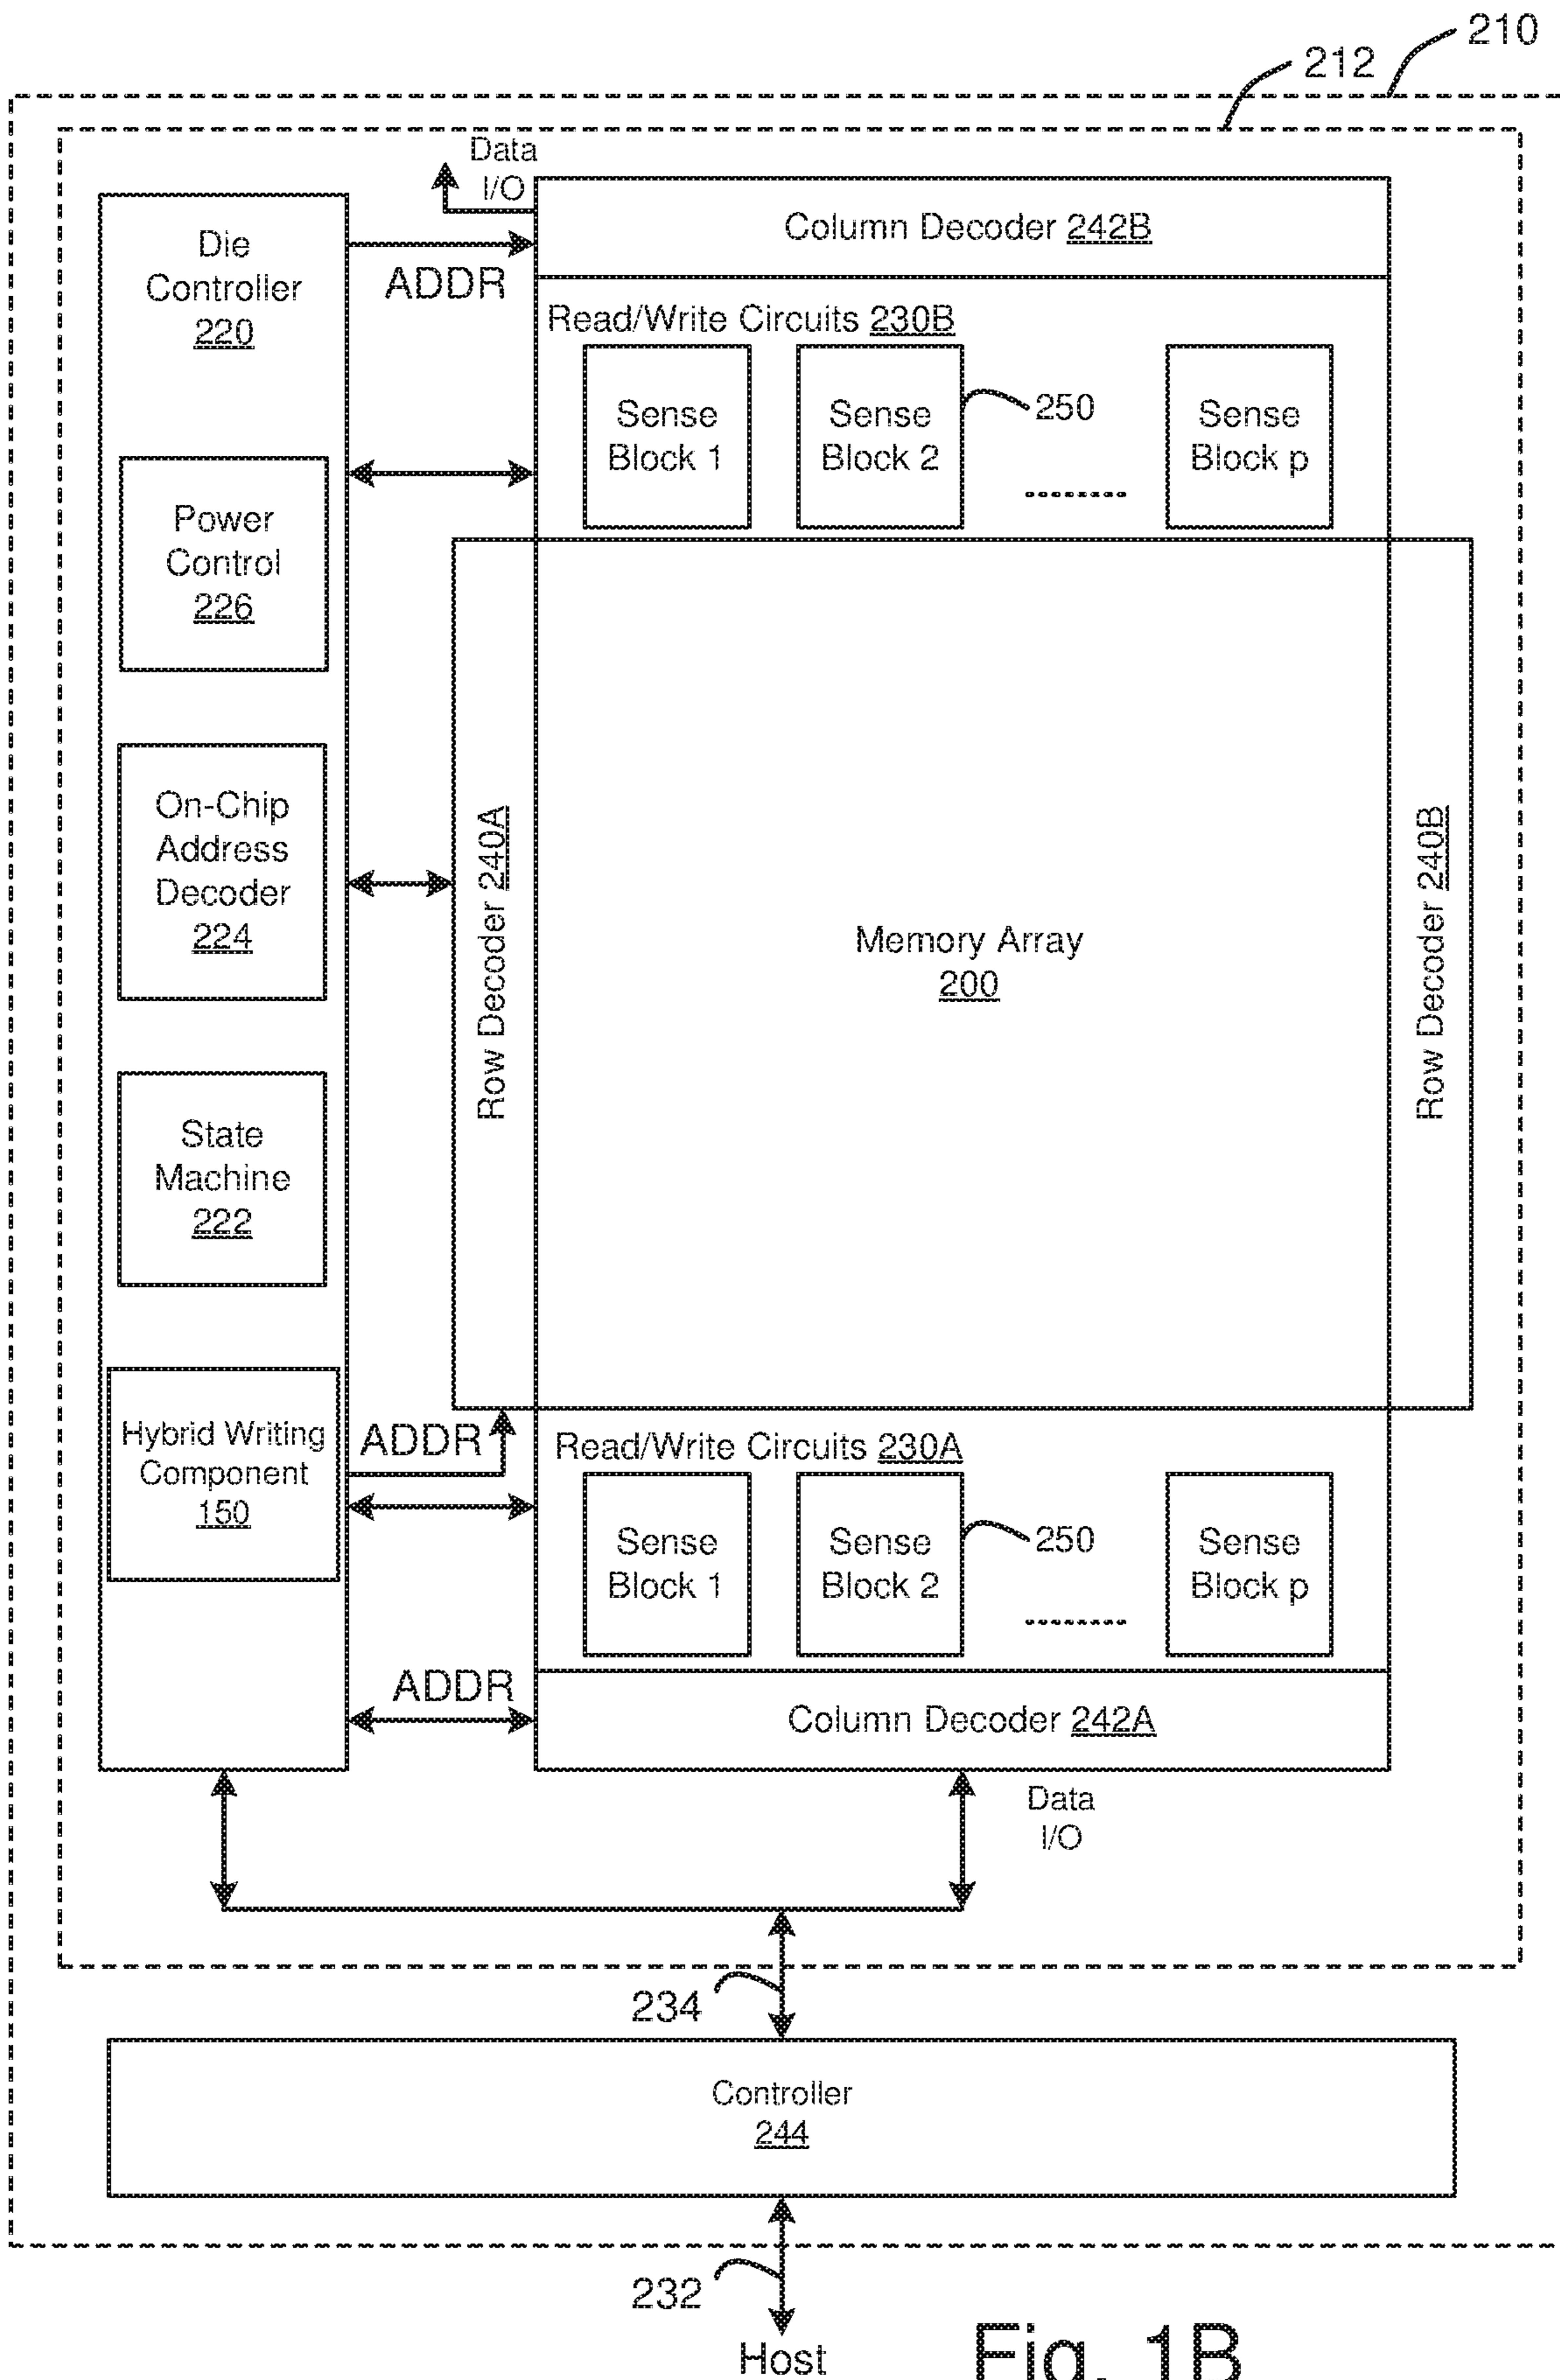 210
212
Data
I/O
Die
Controller
220
ADDR
Column Decoder 242B
Read/Write Circuits 230B
Sense
Block 1
Sense
Block 2
250
Sense
Block p
Power
Control
226
On-Chip
Address
Decoder
224
Row Decoder 240A
Memory Array
200
Row Decoder 240B
State
Machine
222
Hybrid Writing
Component
150
ADDR
Read/Write Circuits 230A
Sense
Block 1
Sense
Block 2
250
Sense
Block p
ADDR
Column Decoder 242A
Data
I/O
234
Controller
244
232
Host
Fig. 1B